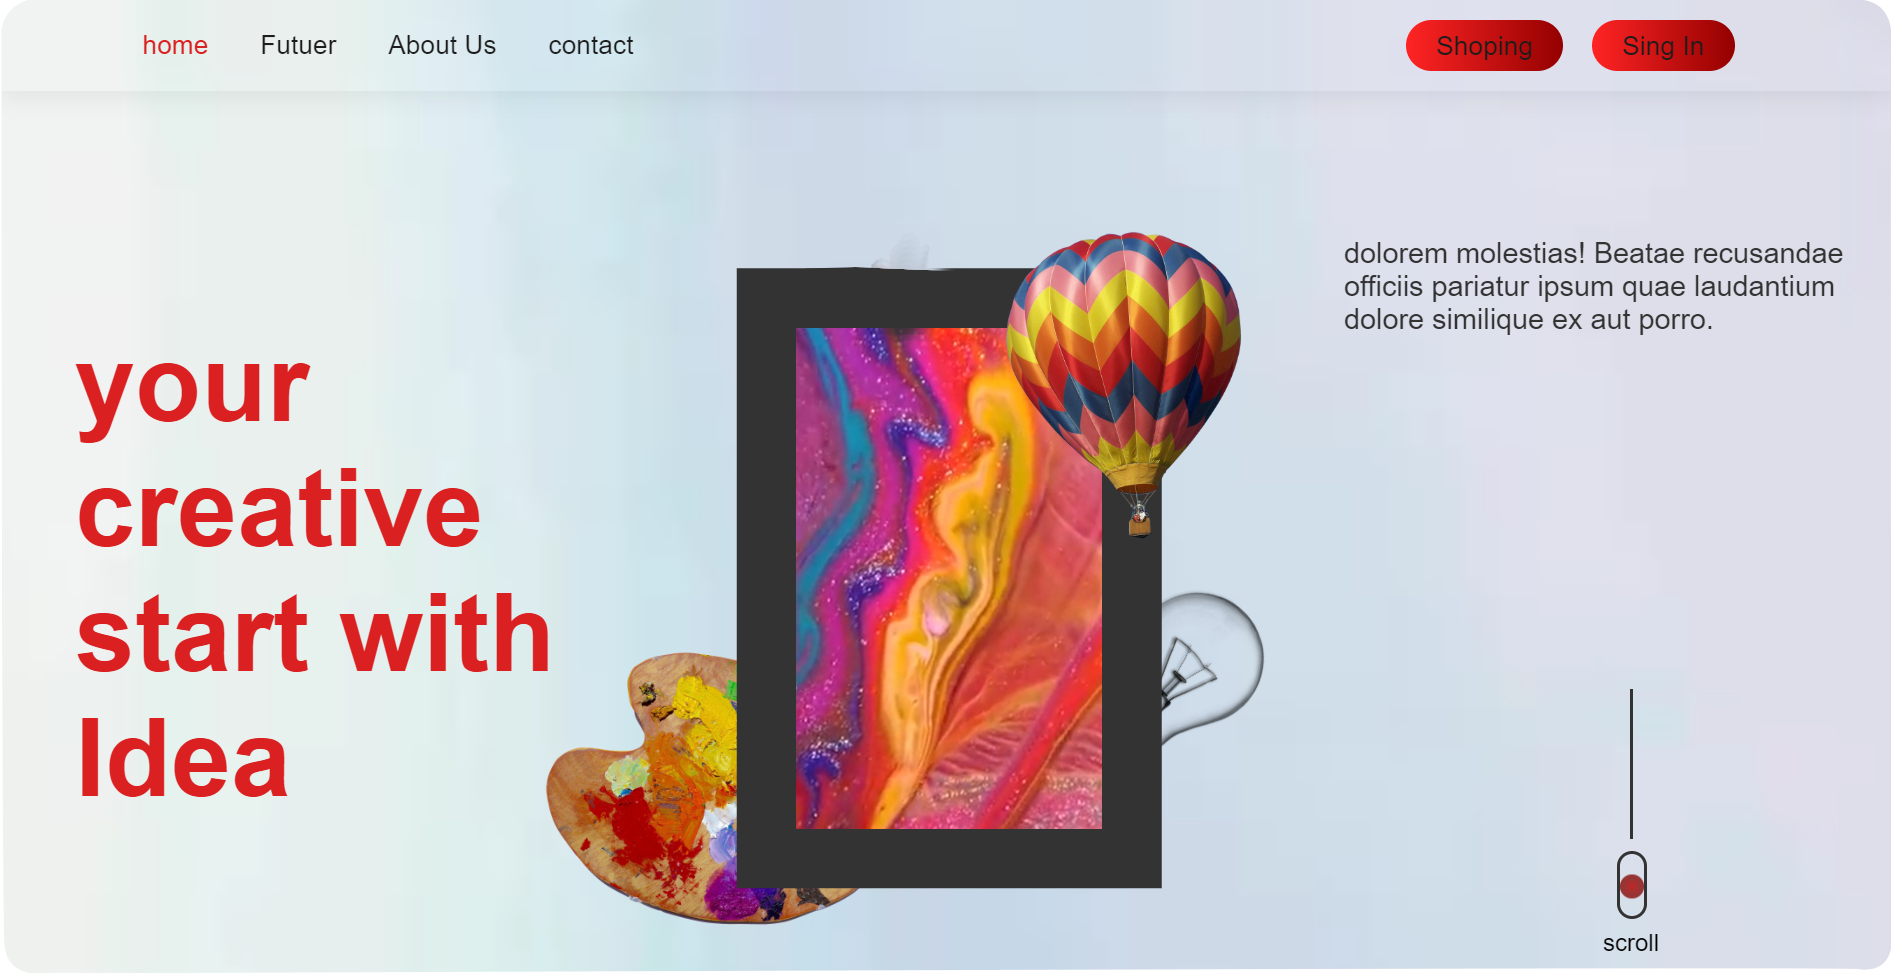 home Futuer About Us contact Shoping Sing In
dolorem molestias! Beatae recusandae
officiis pariatur ipsum quae laudantium
dolore similique ex aut porro.
your
creative
start with
Idea
scroll